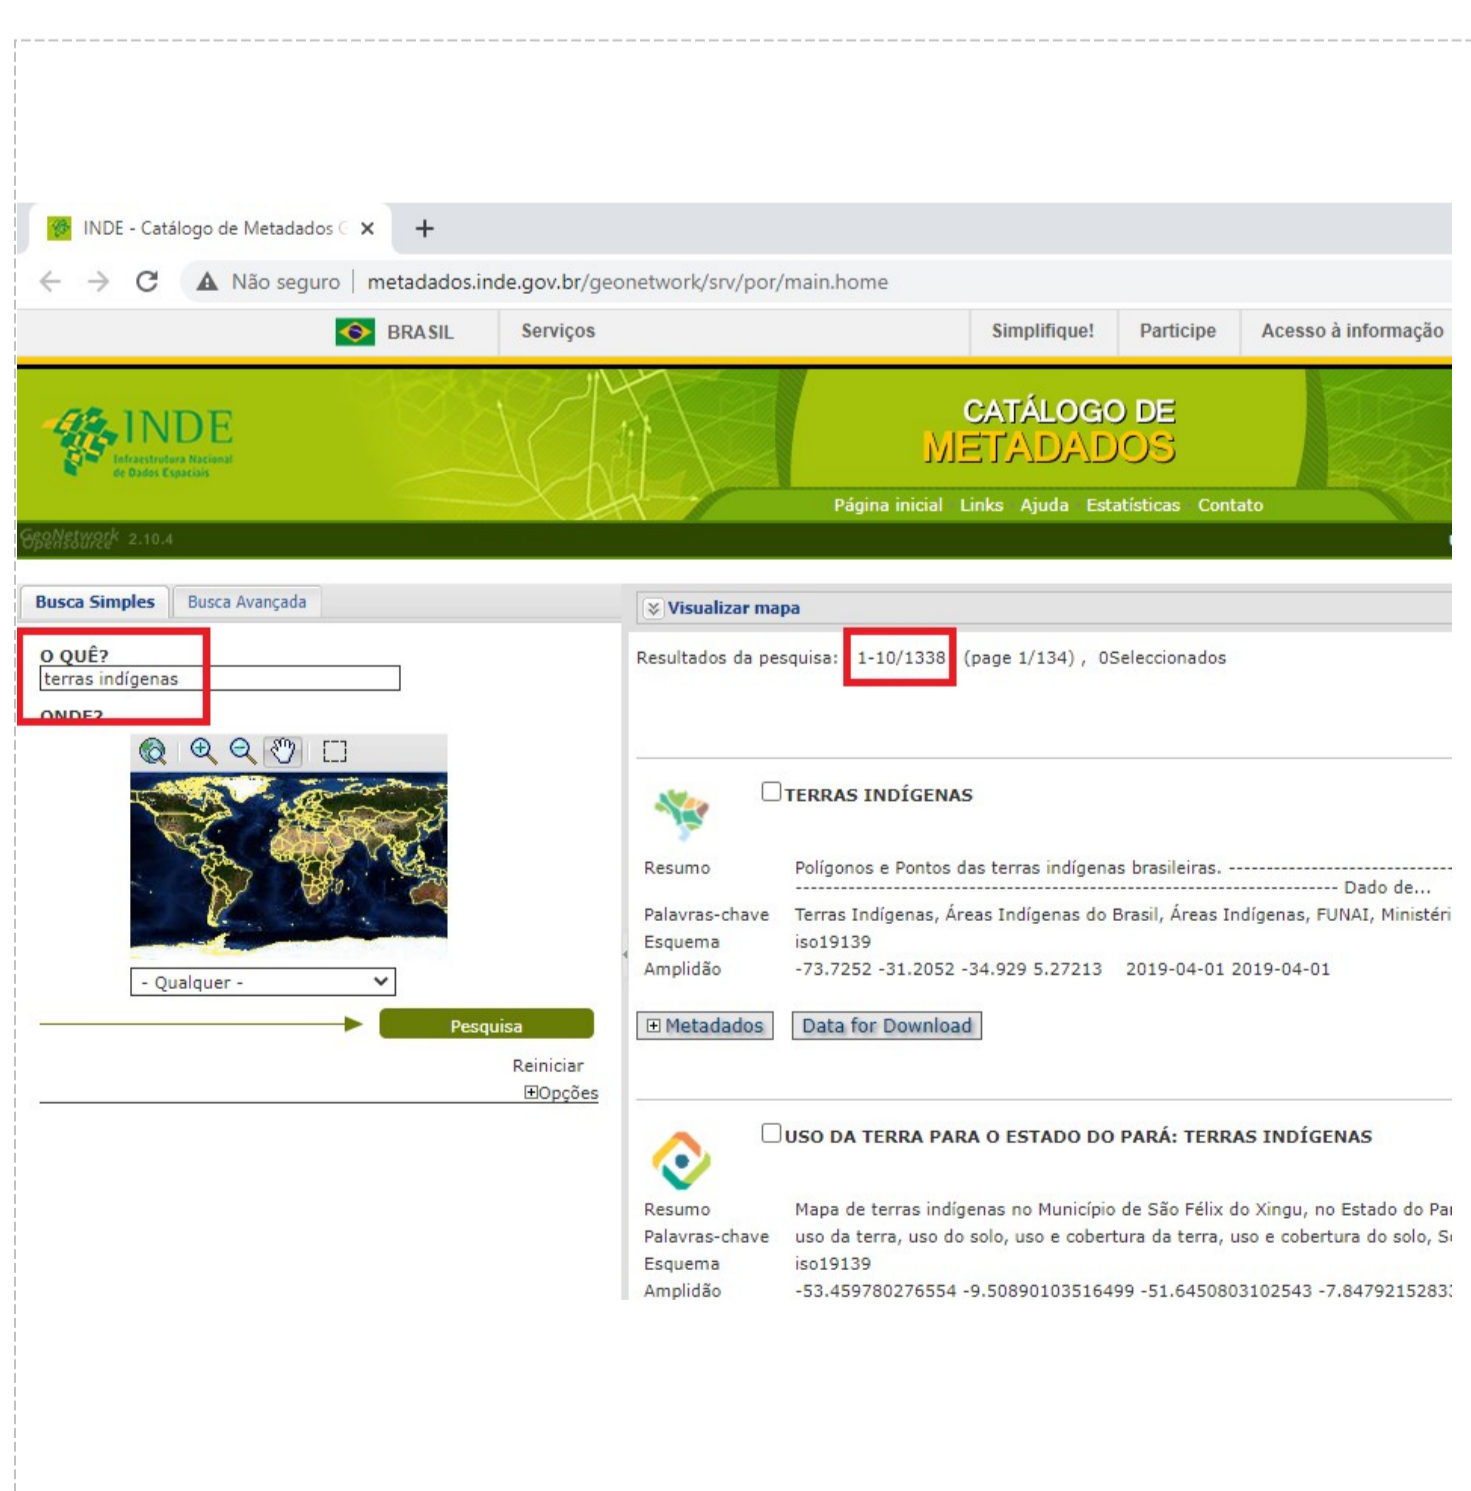 INDE - Catálogo de Metadados G
Não seguro | metadados.inde.gov.br/geonetwork/srv/por/main.home
BRASIL Serviços Simplifique! Participe Acesso à informação
INDE
Infraestrutura Nacional
de Dados Espaciais
CATÁLOGO DE
METADADOS
Página inicial Links Ajuda Estatísticas Contato
GeoNetwork
Opensource 2.10.4
Busca Simples Busca Avançada
O QUÊ?
terras indígenas
ONDE?
- Qualquer -
Pesquisa
Reiniciar
Opções
Visualizar mapa
Resultados da pesquisa: 1-10/1338 (page 1/134) , 0Seleccionados
TERRAS INDÍGENAS
Resumo Polígonos e Pontos das terras indígenas brasileiras. --------------------------------
------------------------------------------------------------------------ Dado de...
Palavras-chave Terras Indígenas, Áreas Indígenas do Brasil, Áreas Indígenas, FUNAI, Ministéri
Esquema iso19139
Amplidão -73.7252 -31.2052 -34.929 5.27213 2019-04-01 2019-04-01
Metadados Data for Download
USO DA TERRA PARA O ESTADO DO PARÁ: TERRAS INDÍGENAS
Resumo Mapa de terras indígenas no Município de São Félix do Xingu, no Estado do Pa
Palavras-chave uso da terra, uso do solo, uso e cobertura da terra, uso e cobertura do solo, S
Esquema iso19139
Amplidão -53.459780276554 -9.50890103516499 -51.6450803102543 -7.84792152833